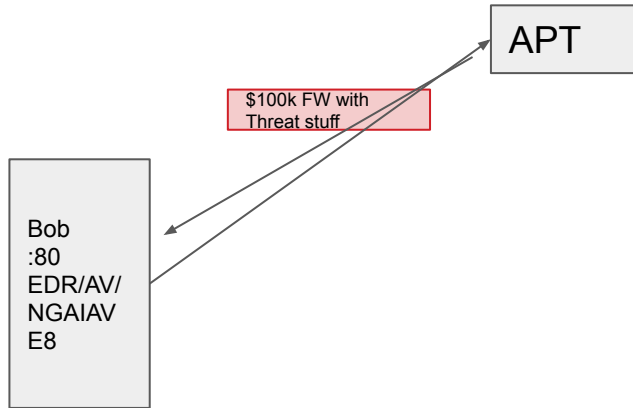 APT
$100k FW with
Threat stuff
Bob
:80
EDR/AV/
NGAIAV
E8